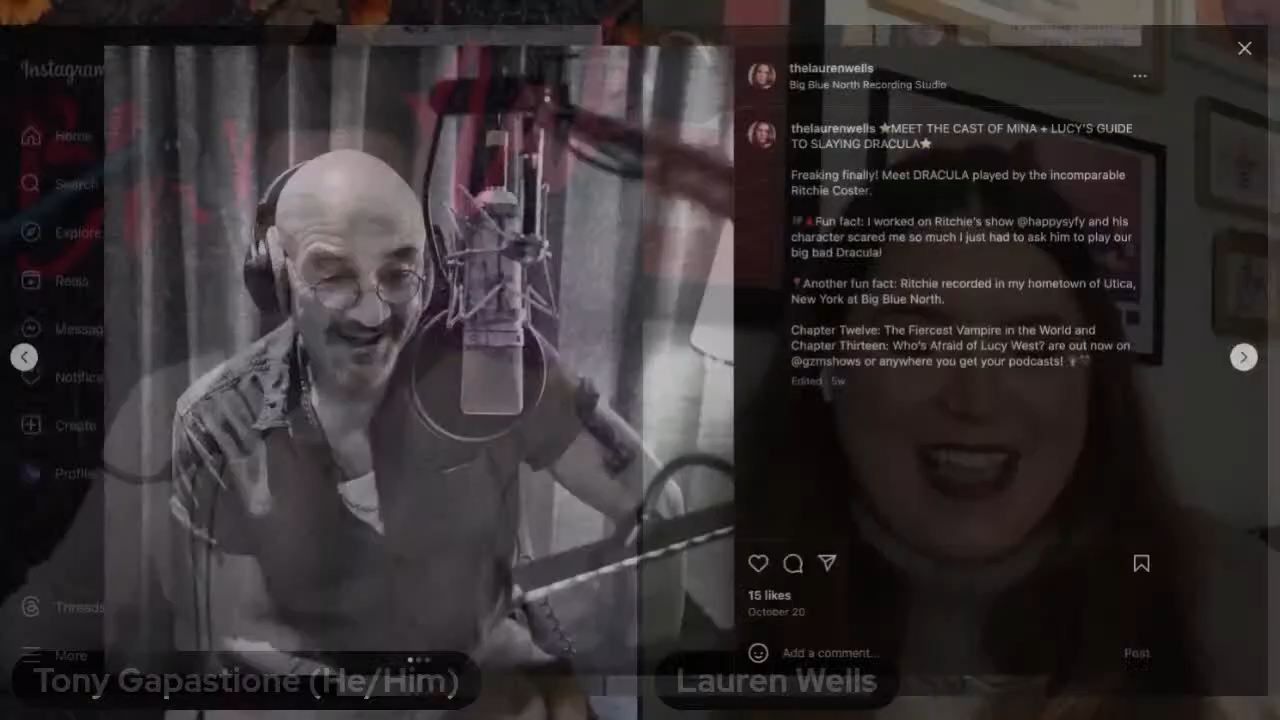 Instagram
Home
Search
Explore
Reels
Messag
Notifica
Create
Profile
Threads
More
thelaurenwells
Big Blue North Recording Studio
thelaurenwells ★MEET THE CAST OF MINA + LUCY'S GUIDE
TO SLAYING DRACULA★
Freaking finally! Meet DRACULA played by the incomparable
Ritchie Coster.
Fun fact: I worked on Ritchie's show @happysyfy and his
character scared me so much I just had to ask him to play our
big bad Dracula!
Another fun fact: Ritchie recorded in my hometown of Utica,
New York at Big Blue North.
Chapter Twelve: The Fiercest Vampire in the World and
Chapter Thirteen: Who's Afraid of Lucy West? are out now on
@gzmshows or anywhere you get your podcasts!
Edited · 5w
15 likes
October 20
Add a comment...
Post
Tony Gapastione (He/Him)
Lauren Wells